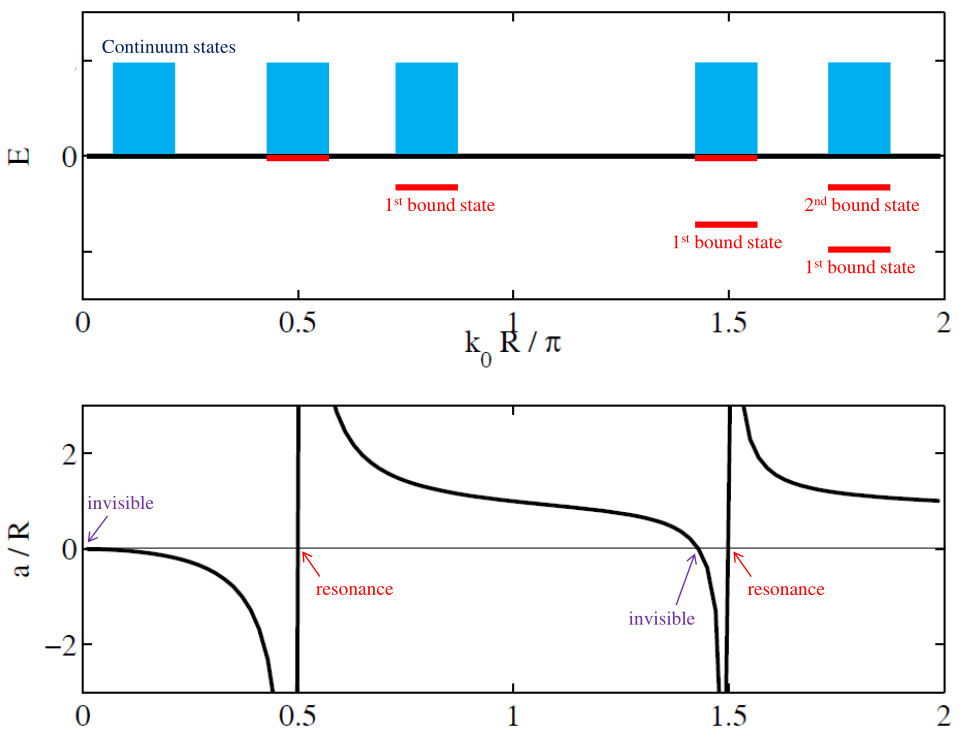 Continuum states
E
0
1st bound state
2nd bound state
1st bound state
1st bound state
0
0.5
1
1.5
2
k0 R / π
a / R
2
0
−2
invisible
resonance
invisible
resonance
0
0.5
1
1.5
2